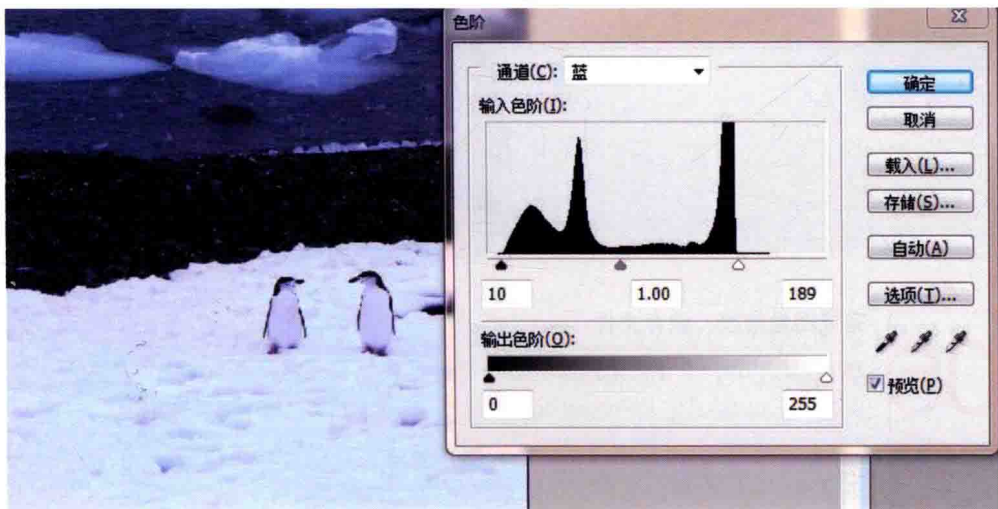 色阶
通道(C): 蓝
输入色阶(I):
10 1.00 189
输出色阶(O):
0 255
确定
取消
载入(L)...
存储(S)...
自动(A)
选项(T)...
预览(P)